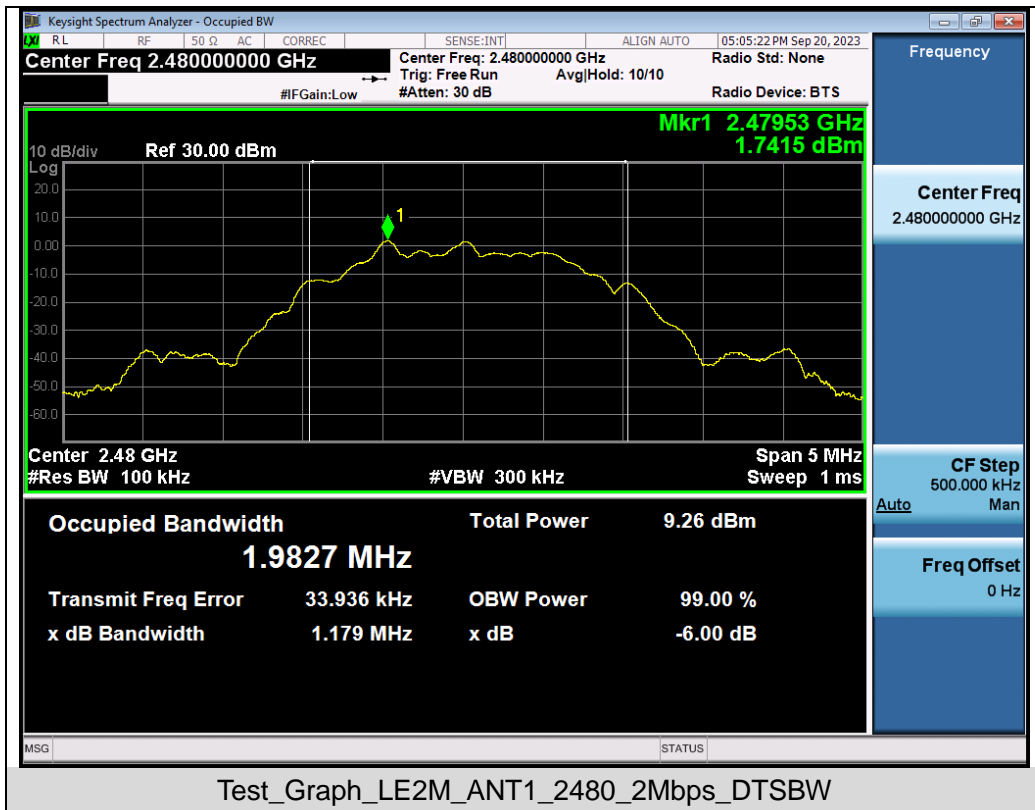 Keysight Spectrum Analyzer - Occupied BW
LXI RL RF 50 Ω AC CORREC SENSE:INT ALIGN AUTO 05:05:22 PM Sep 20, 2023
Center Freq 2.480000000 GHz
Center Freq: 2.480000000 GHz
Radio Std: None
Trig: Free Run
Avg|Hold: 10/10
#IFGain:Low
#Atten: 30 dB
Radio Device: BTS
Mkr1 2.47953 GHz
1.7415 dBm
10 dB/div
Ref 30.00 dBm
Log
20.0
10.0
0.00
-10.0
-20.0
-30.0
-40.0
-50.0
-60.0
1
Center 2.48 GHz
Span 5 MHz
#Res BW 100 kHz
#VBW 300 kHz
Sweep 1 ms
Occupied Bandwidth
Total Power 9.26 dBm
1.9827 MHz
Transmit Freq Error 33.936 kHz
OBW Power 99.00 %
x dB Bandwidth 1.179 MHz
x dB -6.00 dB
MSG
STATUS
Frequency
Center Freq
2.480000000 GHz
CF Step
500.000 kHz
Auto Man
Freq Offset
0 Hz
Test_Graph_LE2M_ANT1_2480_2Mbps_DTSBW